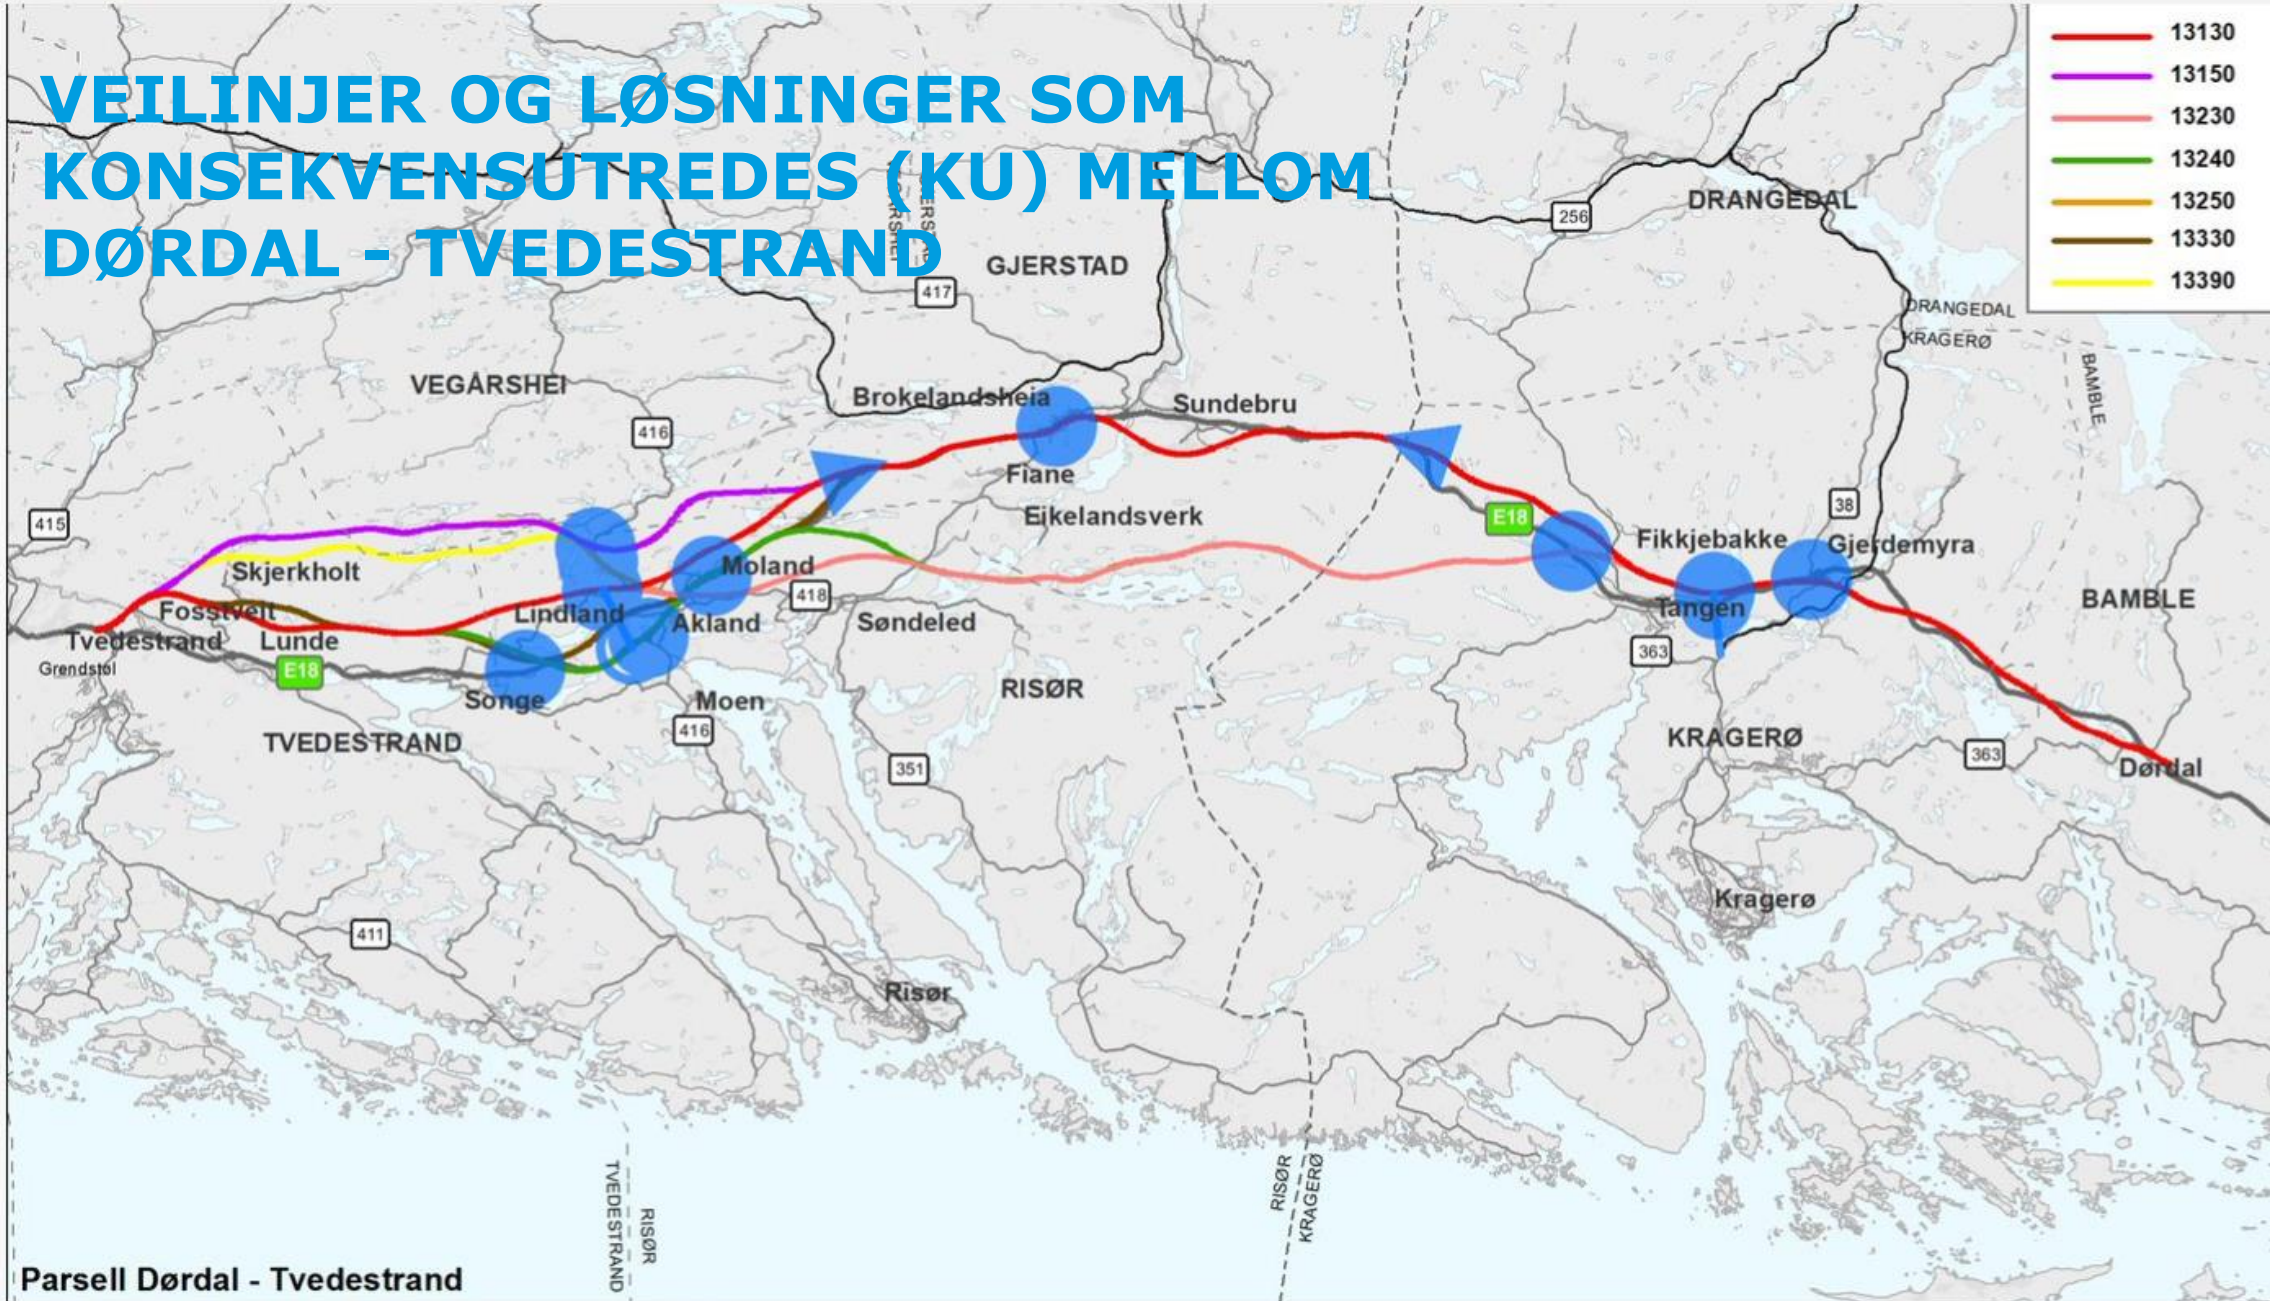 VEILINJER OG LØSNINGER SOM
KONSEKVENSUTREDES (KU) MELLOM
DØRDAL - TVEDESTRAND
13130
13150
13230
13240
13250
13330
13390
256
DRANGEDAL
GJERSTAD
417
DRANGEDAL
KRAGERØ
BAMBLE
VEGÅRSHEI
Brokelandsheia
Sundebru
416
Fiane
415
Eikelandsverk
E18
38
Fikkjebakke
Gjerdemyra
Skjerkholt
Moland
418
BAMBLE
Fosstveit
Lindland
Akland
Søndeled
Tangen
Tvedestrand
Lunde
363
Grendstøl
E18
Songe
Moen
RISØR
416
TVEDESTRAND
KRAGERØ
363
Dørdal
351
Kragerø
411
Risør
TVEDESTRAND
RISØR
RISØR
KRAGERØ
Parsell Dørdal - Tvedestrand